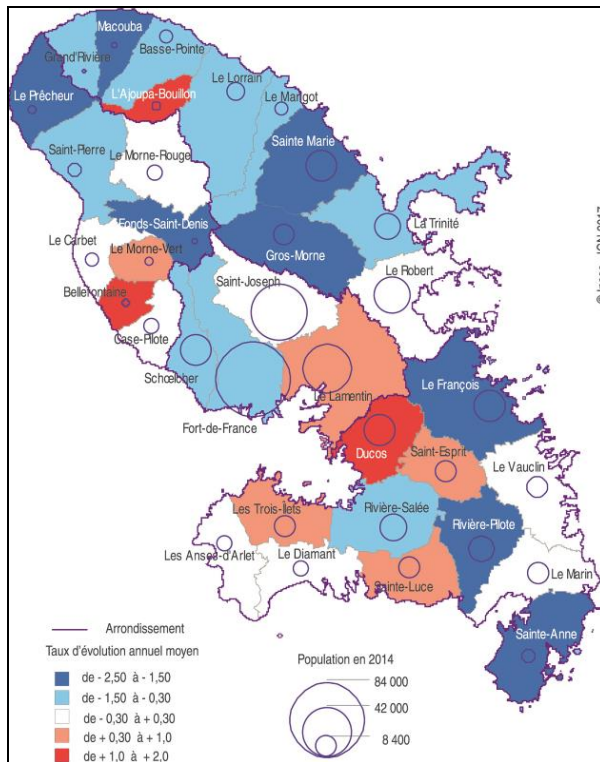 Macouba
Grand'Rivière
Basse-Pointe
Le Prêcheur
L'Ajoupa-Bouillon
Le Lorrain
Le Marigot
Saint-Pierre
Le Morne-Rouge
Sainte Marie
Fonds-Saint-Denis
La Trinité
Le Carbet
Le Morne-Vert
Gros-Morne
Bellefontaine
Saint-Joseph
Le Robert
Case-Pilote
Schœlcher
Le Lamentin
Le François
Fort-de-France
Ducos
Saint-Esprit
Le Vauclin
Les Trois-Îlets
Rivière-Salée
Rivière-Pilote
Les Anses-d'Arlet
Le Diamant
Sainte-Luce
Le Marin
Sainte-Anne
Arrondissement
Taux d'évolution annuel moyen
de - 2,50 à - 1,50
de - 1,50 à - 0,30
de - 0,30 à + 0,30
de + 0,30 à + 1,0
de + 1,0 à + 2,0
Population en 2014
84 000
42 000
8 400